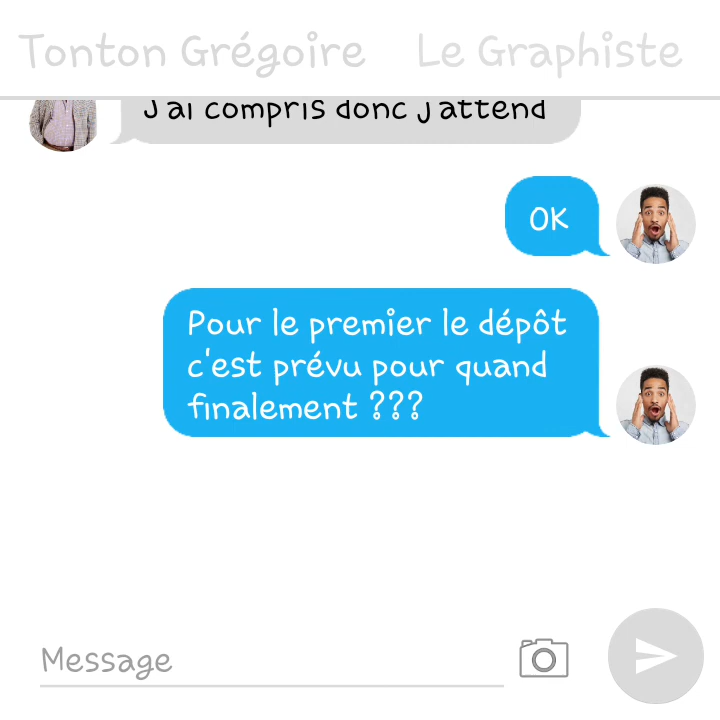 Tonton Grégoire Le Graphiste
J'ai compris donc j'attend
OK
Pour le premier le dépôt
c'est prévu pour quand
finalement ???
Message